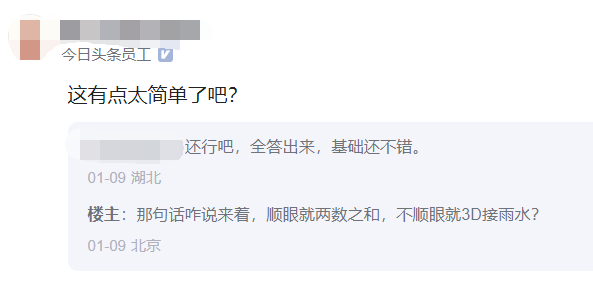 今日头条员工
这有点太简单了吧？
还行吧，全答出来，基础还不错。
01-09 湖北
楼主：那句话咋说来着，顺眼就两数之和，不顺眼就3D接雨水？
01-09 北京